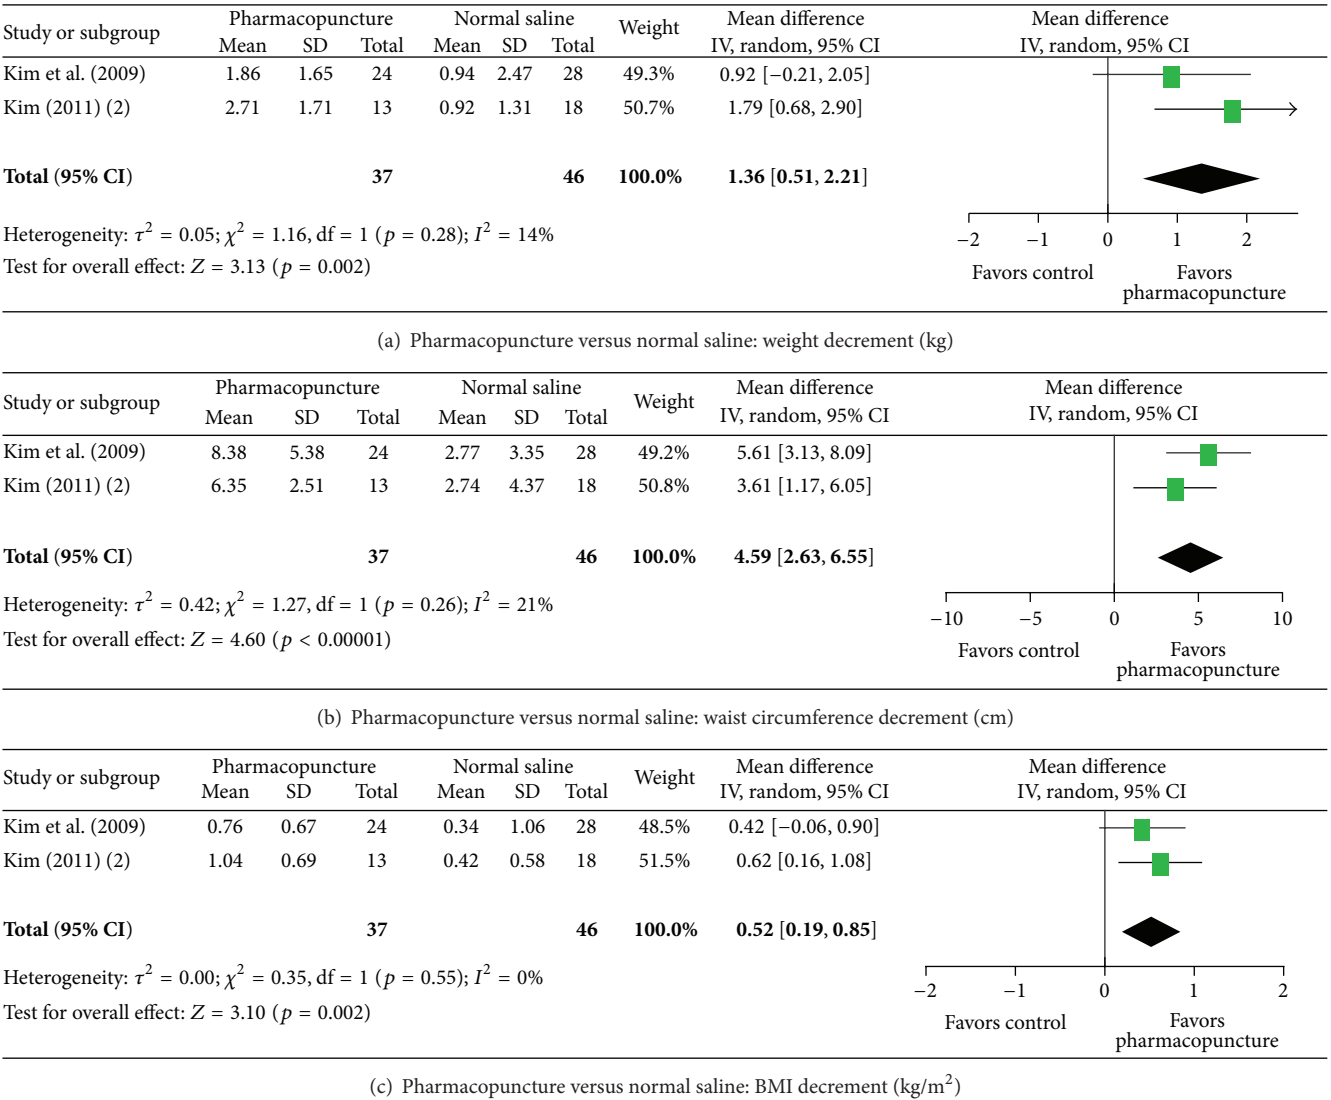 Study or subgroup Pharmacopuncture Normal saline Weight Mean difference Mean difference
Mean SD Total Mean SD Total IV, random, 95% CI IV, random, 95% CI
Kim et al. (2009) 1.86 1.65 24 0.94 2.47 28 49.3% 0.92 [−0.21, 2.05]
Kim (2011) (2) 2.71 1.71 13 0.92 1.31 18 50.7% 1.79 [0.68, 2.90]
Total (95% CI) 37 46 100.0% 1.36 [0.51, 2.21]
Heterogeneity: τ² = 0.05; χ² = 1.16, df = 1 (p = 0.28); I² = 14%
Test for overall effect: Z = 3.13 (p = 0.002)
−2 −1 0 1 2
Favors control Favors
pharmacopuncture
(a) Pharmacopuncture versus normal saline: weight decrement (kg)
Study or subgroup Pharmacopuncture Normal saline Weight Mean difference Mean difference
Mean SD Total Mean SD Total IV, random, 95% CI IV, random, 95% CI
Kim et al. (2009) 8.38 5.38 24 2.77 3.35 28 49.2% 5.61 [3.13, 8.09]
Kim (2011) (2) 6.35 2.51 13 2.74 4.37 18 50.8% 3.61 [1.17, 6.05]
Total (95% CI) 37 46 100.0% 4.59 [2.63, 6.55]
Heterogeneity: τ² = 0.42; χ² = 1.27, df = 1 (p = 0.26); I² = 21%
Test for overall effect: Z = 4.60 (p < 0.00001)
−10 −5 0 5 10
Favors control Favors
pharmacopuncture
(b) Pharmacopuncture versus normal saline: waist circumference decrement (cm)
Study or subgroup Pharmacopuncture Normal saline Weight Mean difference Mean difference
Mean SD Total Mean SD Total IV, random, 95% CI IV, random, 95% CI
Kim et al. (2009) 0.76 0.67 24 0.34 1.06 28 48.5% 0.42 [−0.06, 0.90]
Kim (2011) (2) 1.04 0.69 13 0.42 0.58 18 51.5% 0.62 [0.16, 1.08]
Total (95% CI) 37 46 100.0% 0.52 [0.19, 0.85]
Heterogeneity: τ² = 0.00; χ² = 0.35, df = 1 (p = 0.55); I² = 0%
Test for overall effect: Z = 3.10 (p = 0.002)
−2 −1 0 1 2
Favors control Favors
pharmacopuncture
(c) Pharmacopuncture versus normal saline: BMI decrement (kg/m²)